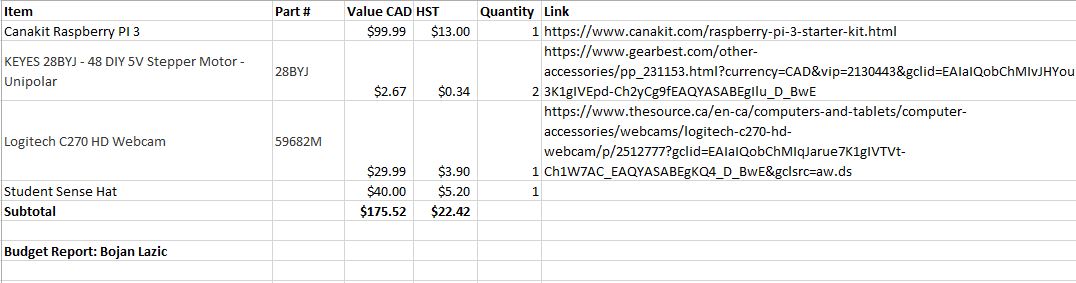 Item Part # Value CAD HST Quantity Link
Canakit Raspberry PI 3 $99.99 $13.00 1 https://www.canakit.com/raspberry-pi-3-starter-kit.html
KEYES 28BYJ - 48 DIY 5V Stepper Motor -
Unipolar
28BYJ
$2.67 $0.34 2
https://www.gearbest.com/other-
accessories/pp_231153.html?currency=CAD&vip=2130443&gclid=EAIaIQobChMIvJHYou
3K1gIVEpd-Ch2yCg9fEAQYASABEgIlu_D_BwE
Logitech C270 HD Webcam 59682M
$29.99 $3.90 1
https://www.thesource.ca/en-ca/computers-and-tablets/computer-
accessories/webcams/logitech-c270-hd-
webcam/p/2512777?gclid=EAIaIQobChMIqJarue7K1gIVTVt-
Ch1W7AC_EAQYASABEgKQ4_D_BwE&gclsrc=aw.ds
Student Sense Hat $40.00 $5.20 1
Subtotal $175.52 $22.42
Budget Report: Bojan Lazic